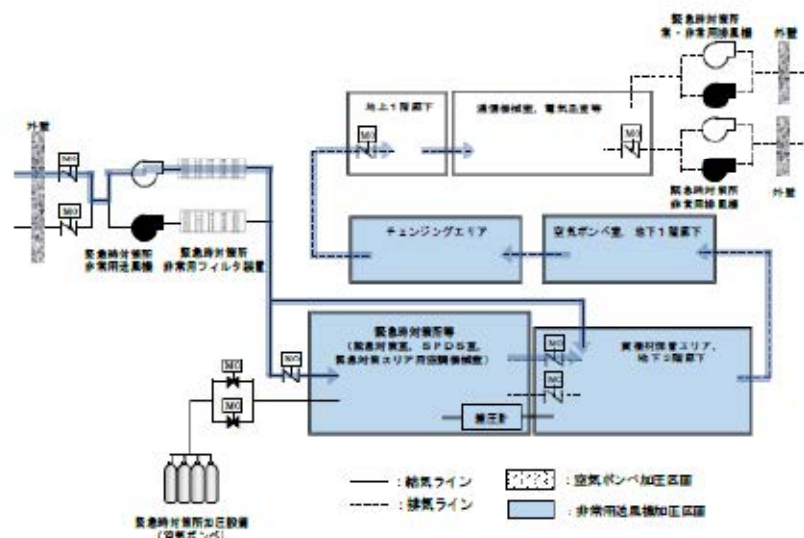 緊急時対策所
常・非常用排風機
外壁
地上1階廊下
通信機械室,電気品室等
外壁
MO
MO
MO
MO
緊急時対策所
非常用送風機
緊急時対策所
非常用フィルタ装置
緊急時対策所
非常用排風機
外壁
チェンジングエリア
空気ボンベ室,地下1階廊下
緊急時対策所等
(緊急対策室,SPDS室,
緊急対策エリア用空調機械室)
資機材保管エリア,
地下2階廊下
MO
MO
MO
MO
MO
差圧計
緊急時対策所加圧設備
(空気ボンベ)
:給気ライン
:排気ライン
:空気ボンベ加圧区画
:非常用送風機加圧区画